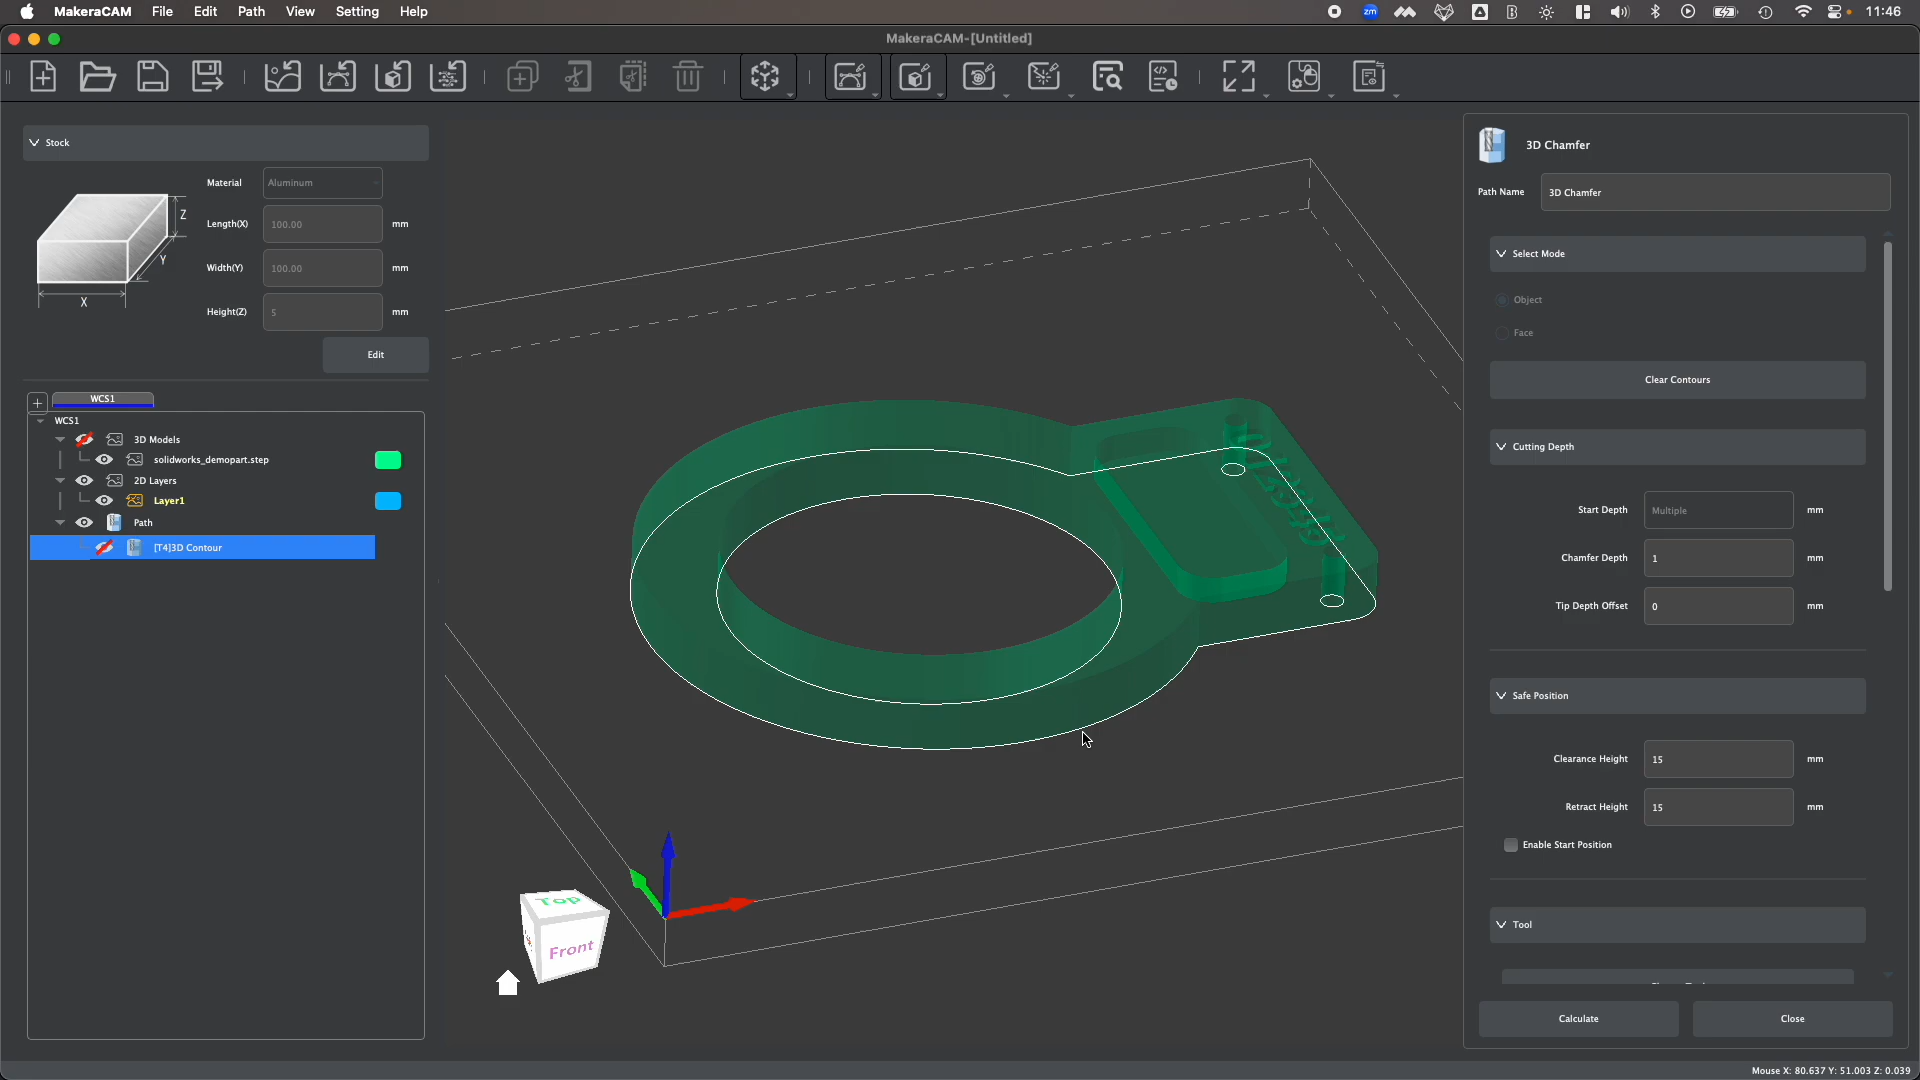 MakeraCAM File Edit Path View Setting Help
zm
11:46
MakeraCAM-[Untitled]
Stock
Material Aluminum
Length(X) 100.00 mm
Width(Y) 100.00 mm
Height(Z) 5 mm
X
Y
Z
Edit
WCS1
WCS1
3D Models
solidworks_demopart.step
2D Layers
Layer1
Path
[T4]3D Contour
Top
Front
3D Chamfer
Path Name 3D Chamfer
Select Mode
Object
Face
Clear Contours
Cutting Depth
Start Depth Multiple mm
Chamfer Depth 1 mm
Tip Depth Offset 0 mm
Safe Position
Clearance Height 15 mm
Retract Height 15 mm
Enable Start Position
Tool
Calculate Close
Mouse X: 80.637 Y: 51.003 Z: 0.039